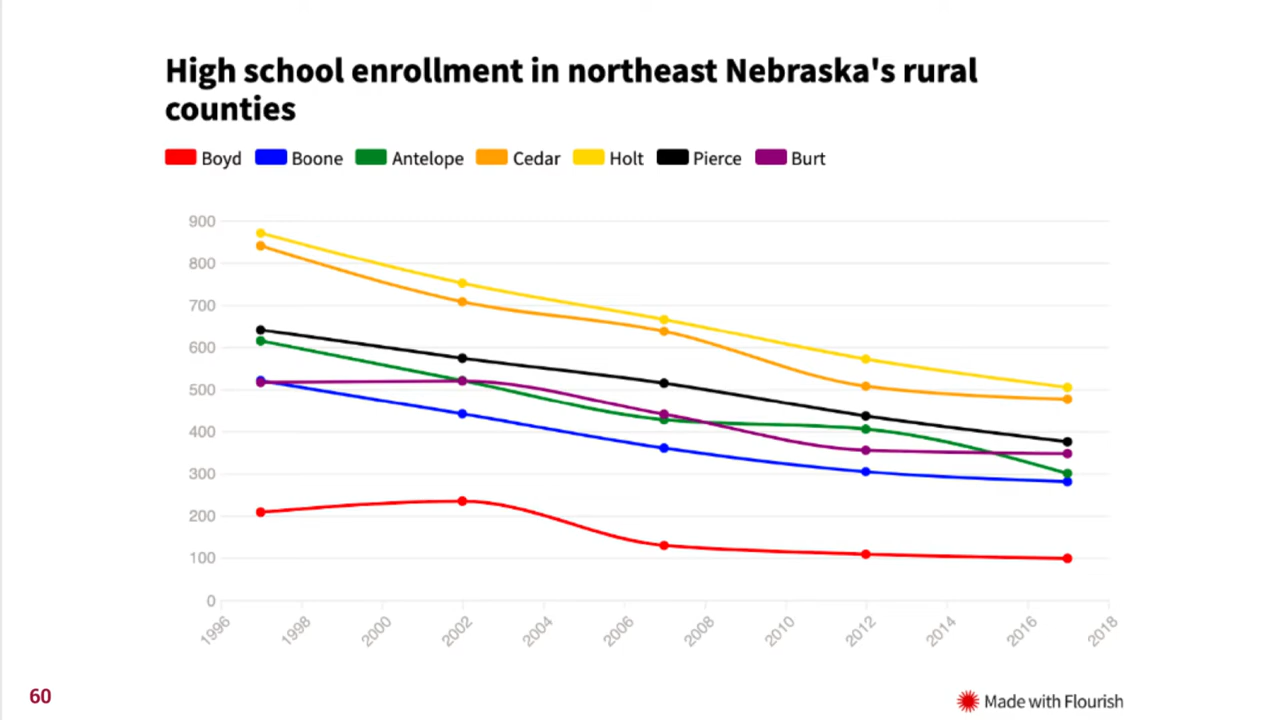 High school enrollment in northeast Nebraska's rural
counties
Boyd Boone Antelope Cedar Holt Pierce Burt
900
800
700
600
500
400
300
200
100
0
1996 1998 2000 2002 2004 2006 2008 2010 2012 2014 2016 2018
60
Made with Flourish